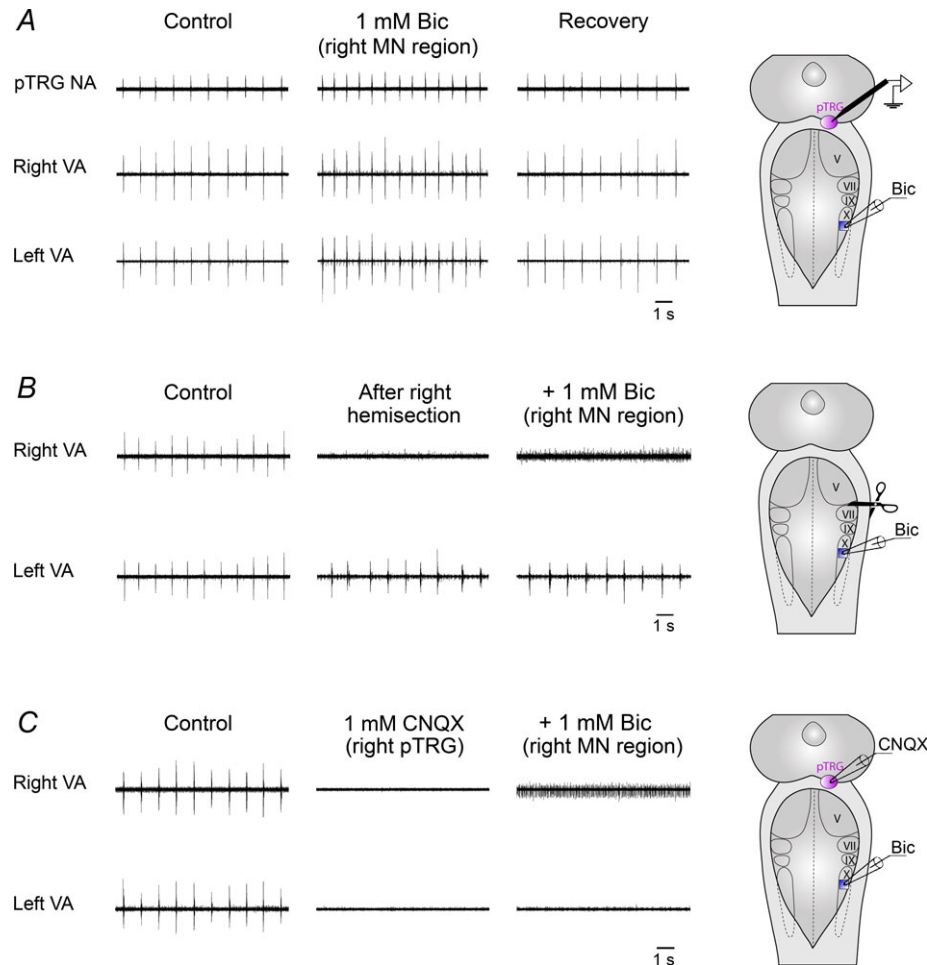 A
Control
1 mM Bic
(right MN region)
Recovery
pTRG NA
Right VA
Left VA
1 s
pTRG
V
VII
IX
X
Bic
B
Control
After right
hemisection
+ 1 mM Bic
(right MN region)
Right VA
Left VA
1 s
V
VII
IX
X
Bic
C
Control
1 mM CNQX
(right pTRG)
+ 1 mM Bic
(right MN region)
Right VA
Left VA
1 s
CNQX
pTRG
V
VII
IX
X
Bic